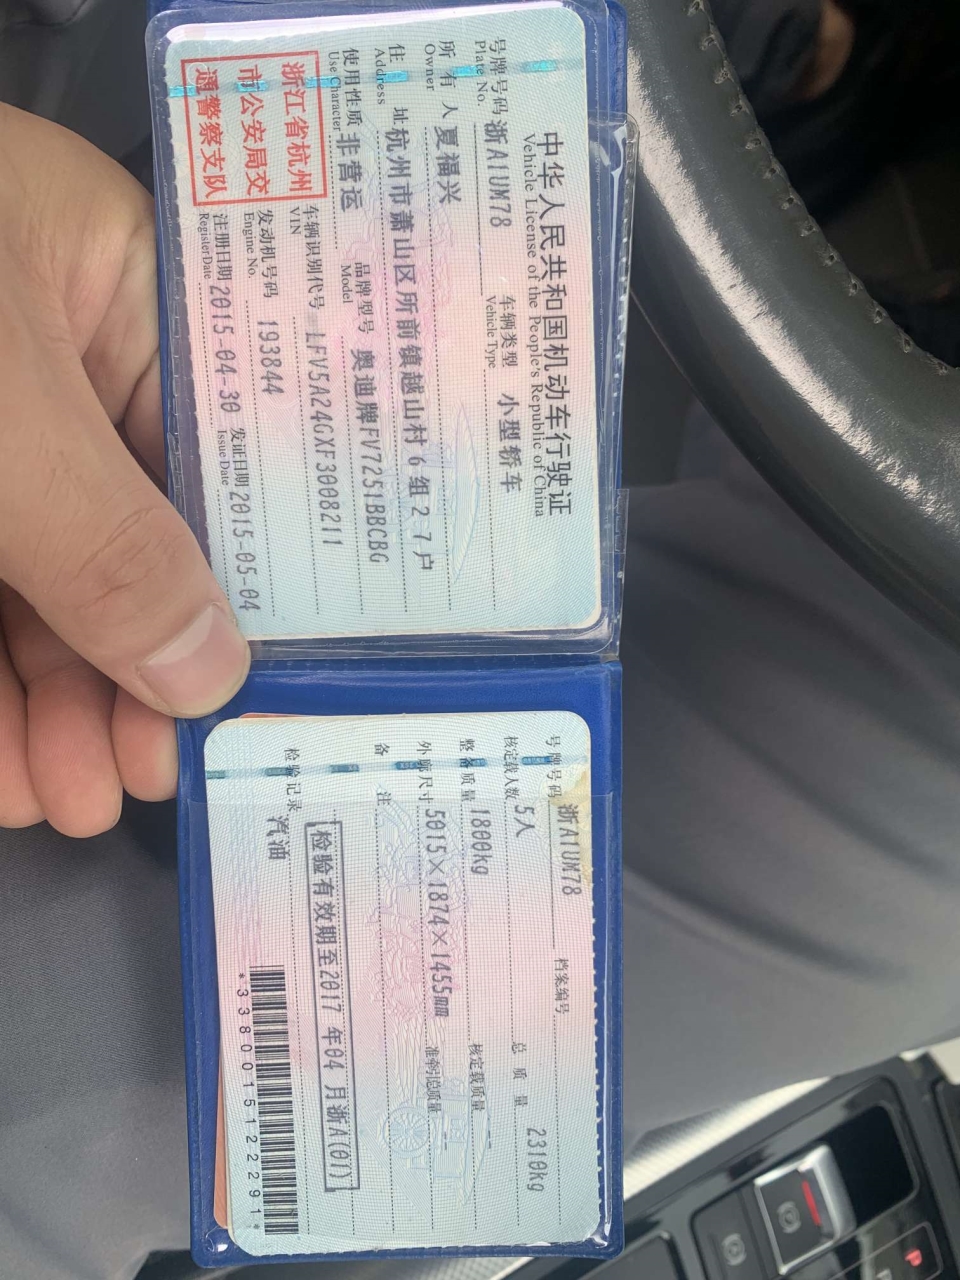 中华人民共和国机动车行驶证
Vehicle License of the People's Republic of China
号牌号码 浙A1UM78 车辆类型 小型轿车
Plate No. Vehicle Type
所有人 夏福兴
Owner
住址 杭州市萧山区所前镇越山村6组27户
Address
使用性质 非营运 品牌型号 奥迪牌FV7251BBCBG
Use Character Model
浙江省杭州
市公安局交
通警察支队
车辆识别代号 LFV5A24GXF3008211
VIN
发动机号码 193844
Engine No.
注册日期 2015-04-30 发证日期 2015-05-04
Register Date Issue Date
号牌号码 浙A1UM78 档案编号
核定载人数 5人 总质量 2310kg
整备质量 1800kg 核定载质量 --
外廓尺寸 5015×1874×1455mm 准牵引总质量 --
备注
检验有效期至2017年04月浙A(01)
检验记录 汽油
*3380015122291*
P